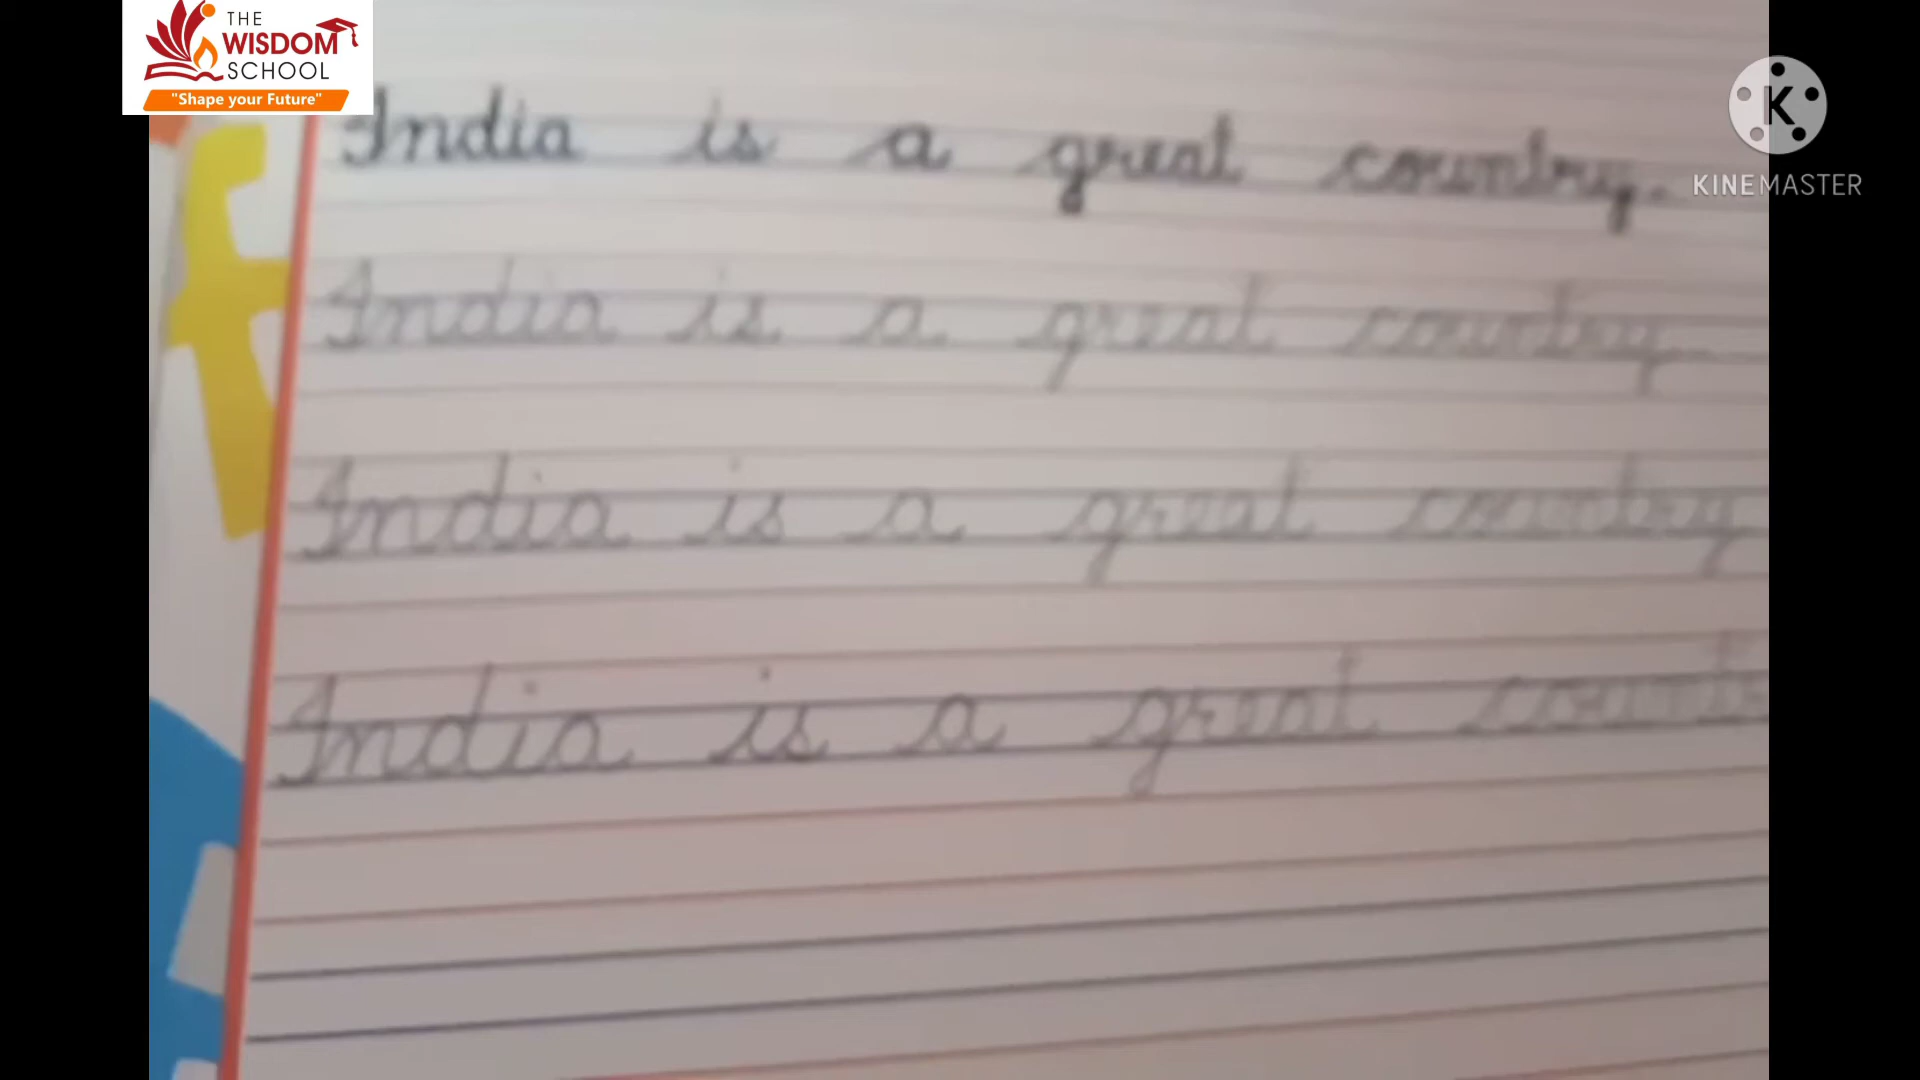 THE
WISDOM
SCHOOL
"Shape your Future"
K
KINEMASTER
India is a great country.
India is a great country.
India is a great country
India is a great count